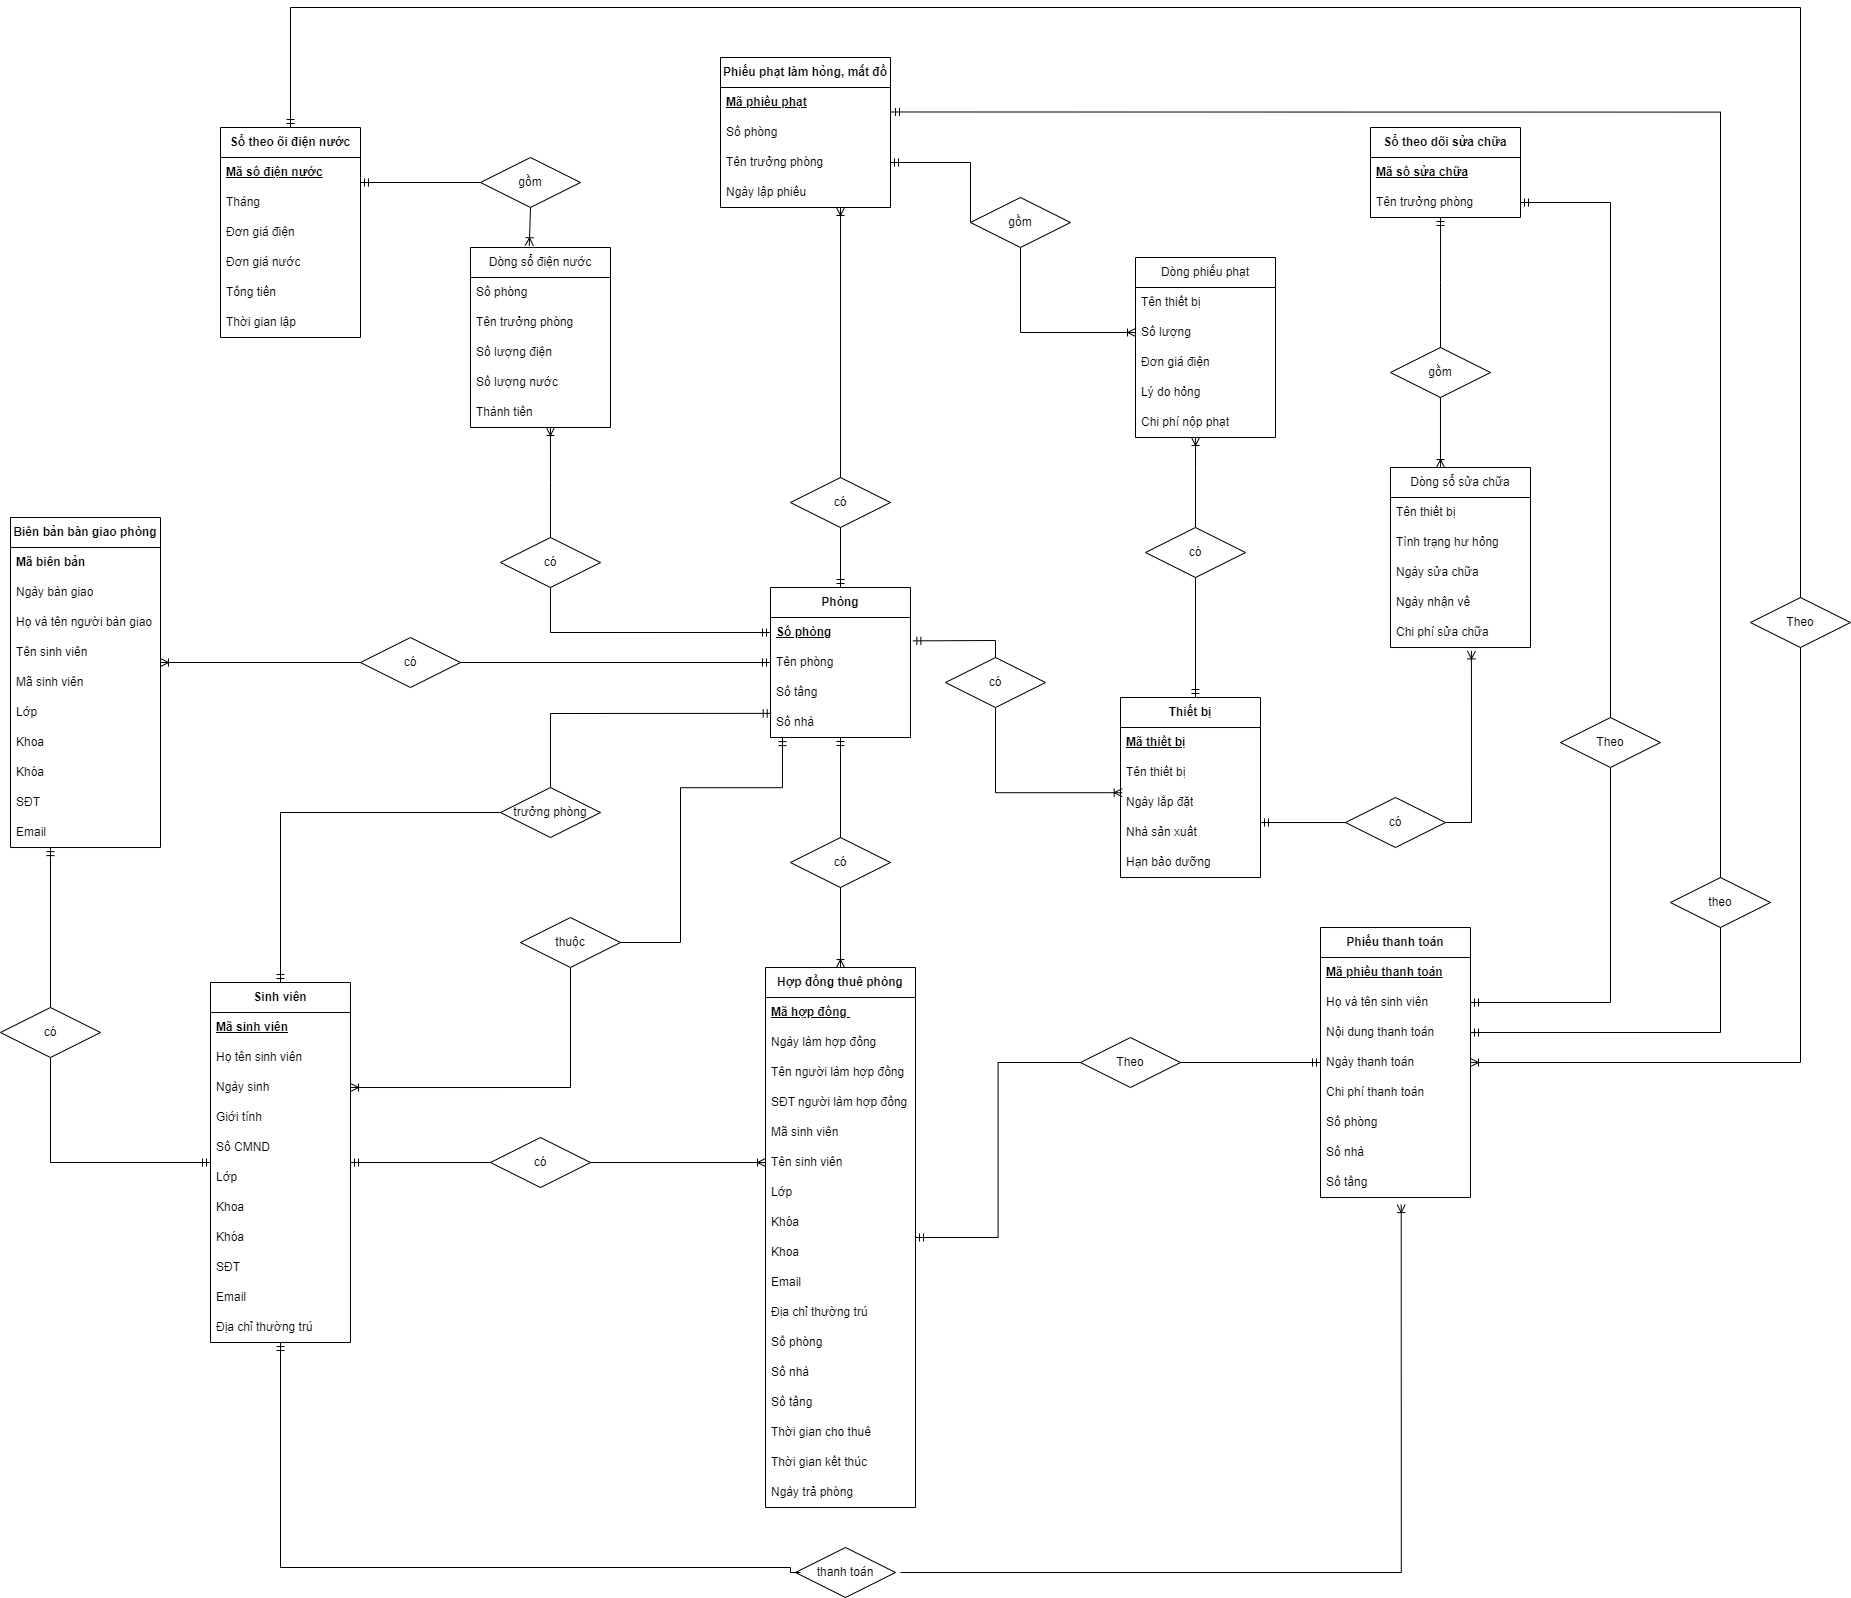 Phiếu phạt làm hỏng, mất đồ
Mã phiếu phạt
Số phòng
Tên trưởng phòng
Ngày lập phiếu
Sổ theo õi điện nước
Mã sổ điện nước
Tháng
Đơn giá điện
Đơn giá nước
Tổng tiền
Thời gian lập
gồm
Dòng sổ điện nước
Số phòng
Tên trưởng phòng
Số lượng điện
Số lượng nước
Thành tiền
gồm
Dòng phiếu phạt
Tên thiết bị
Số lượng
Đơn giá điện
Lý do hỏng
Chi phí nộp phạt
Sổ theo dõi sửa chữa
Mã sổ sửa chữa
Tên trưởng phòng
gồm
Dòng sổ sửa chữa
Tên thiết bị
Tình trạng hư hỏng
Ngày sửa chữa
Ngày nhận về
Chi phí sửa chữa
có
có
có
Theo
Biên bản bàn giao phòng
Mã biên bản
Ngày bàn giao
Họ và tên người bàn giao
Tên sinh viên
Mã sinh viên
Lớp
Khoa
Khóa
SĐT
Email
có
Phòng
Số phòng
Tên phòng
Số tầng
Số nhà
có
Thiết bị
Mã thiết bị
Tên thiết bị
Ngày lắp đặt
Nhà sản xuất
Hạn bảo dưỡng
Theo
trưởng phòng
có
có
thuộc
theo
có
Sinh viên
Mã sinh viên
Họ tên sinh viên
Ngày sinh
Giới tính
Số CMND
Lớp
Khoa
Khóa
SĐT
Email
Địa chỉ thường trú
có
Hợp đồng thuê phòng
Mã hợp đồng
Ngày làm hợp đồng
Tên người làm hợp đồng
SĐT người làm hợp đồng
Mã sinh viên
Tên sinh viên
Lớp
Khóa
Khoa
Email
Địa chỉ thường trú
Số phòng
Số nhà
Số tầng
Thời gian cho thuê
Thời gian kết thúc
Ngày trả phòng
Theo
Phiếu thanh toán
Mã phiếu thanh toán
Họ và tên sinh viên
Nội dung thanh toán
Ngày thanh toán
Chi phí thanh toán
Số phòng
Số nhà
Số tầng
thanh toán